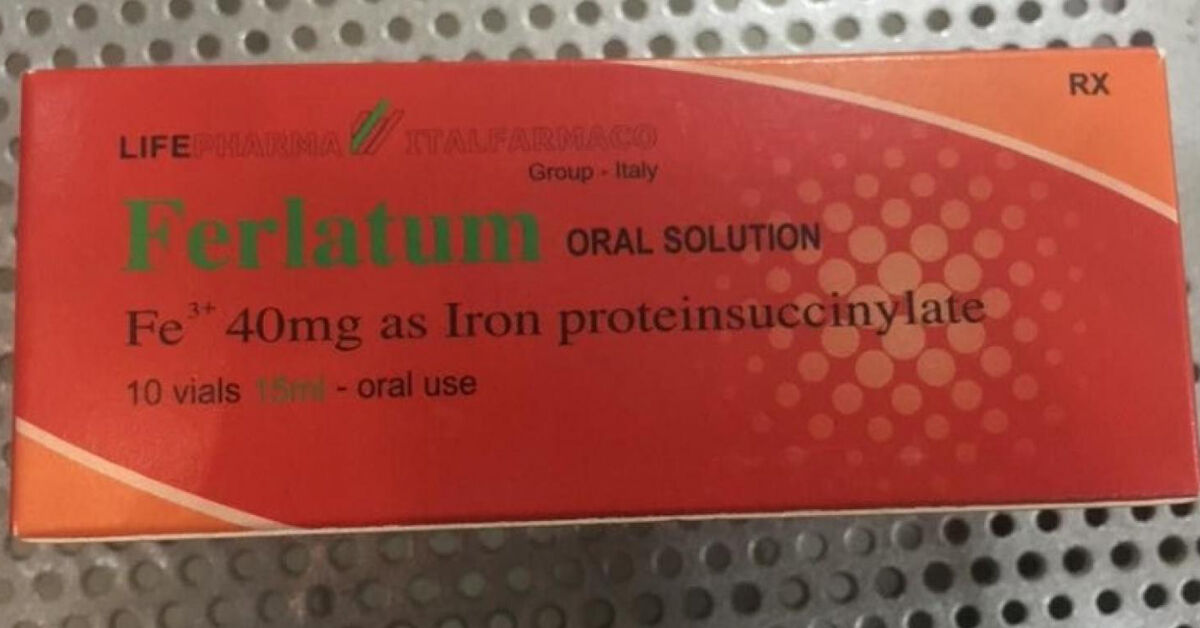 RX
LIFEPHARMA ITALFARMACO
Group - Italy
Ferlatum ORAL SOLUTION
Fe³⁺ 40mg as Iron proteinsuccinylate
10 vials 15ml - oral use